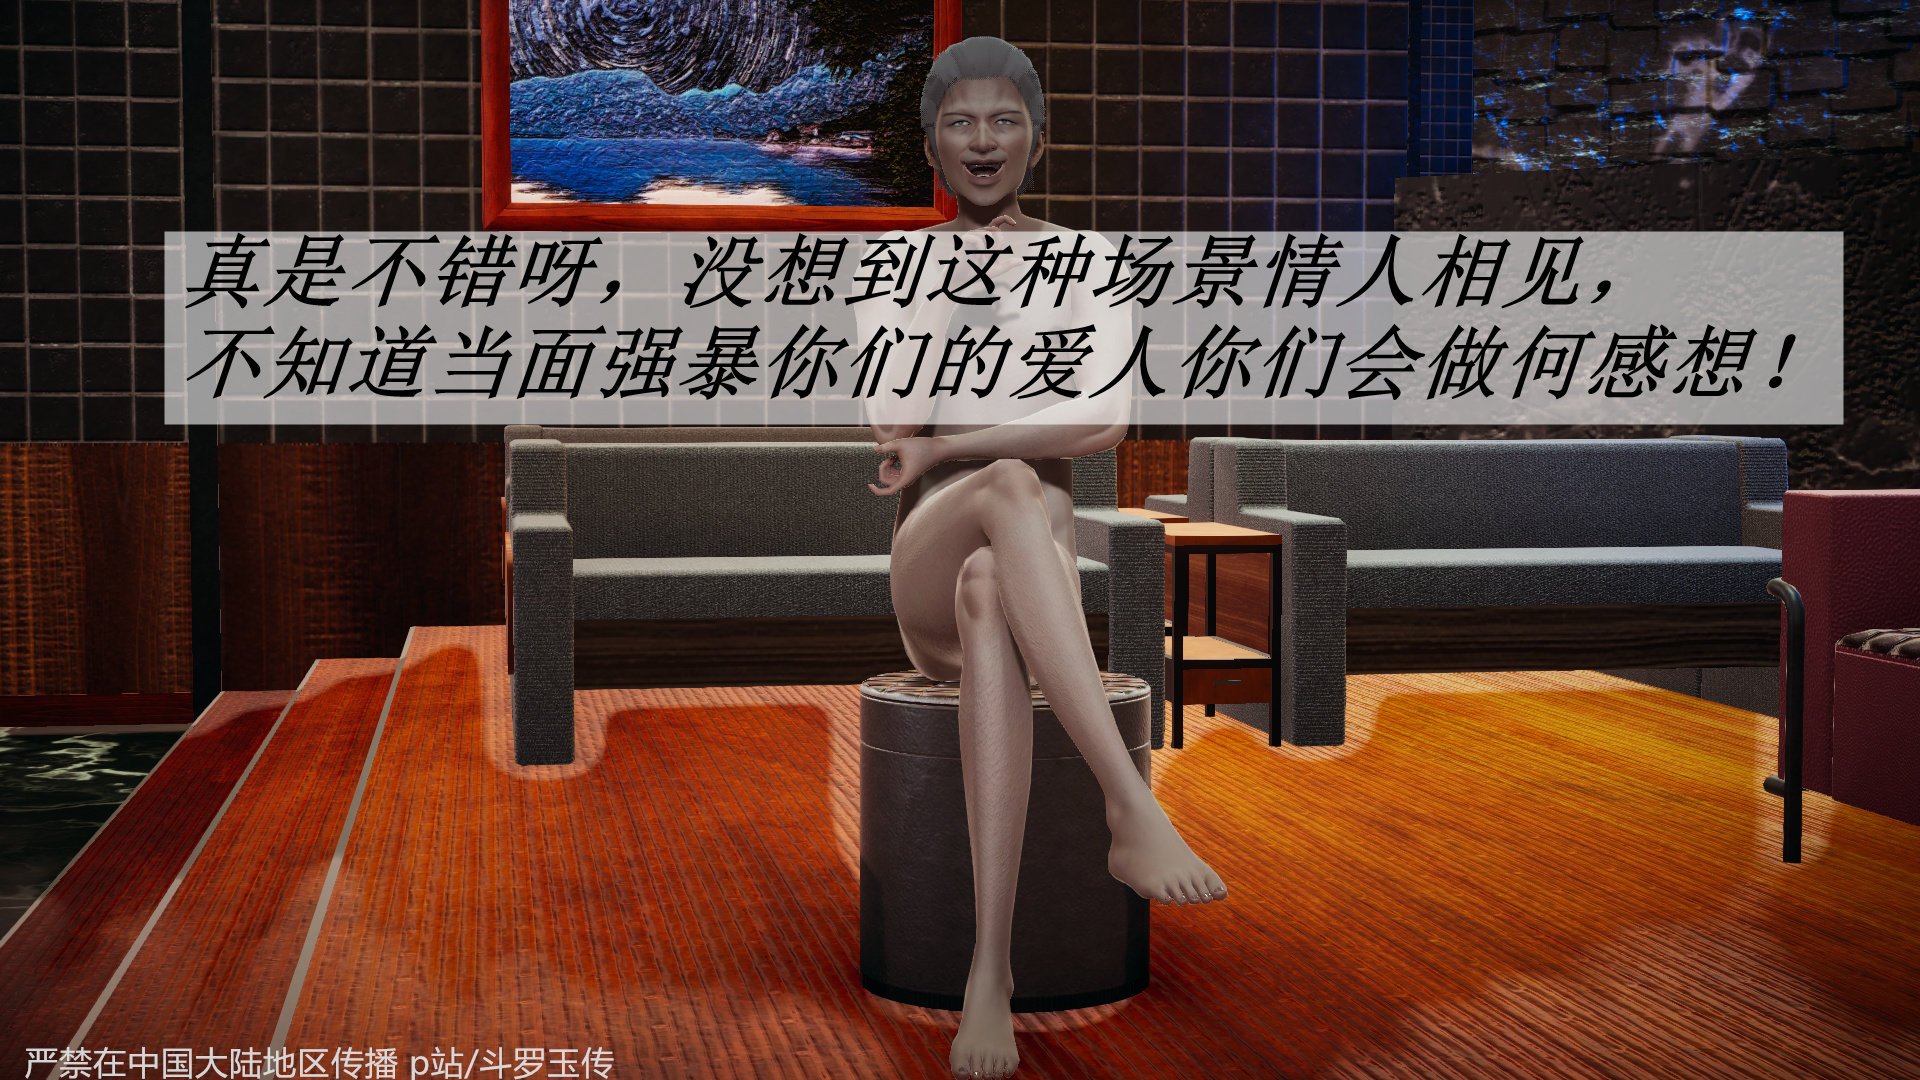 真是不错呀，没想到这种场景情人相见，
不知道当面强暴你们的爱人你们会做何感想！
严禁在中国大陆地区传播 p站/斗罗玉传